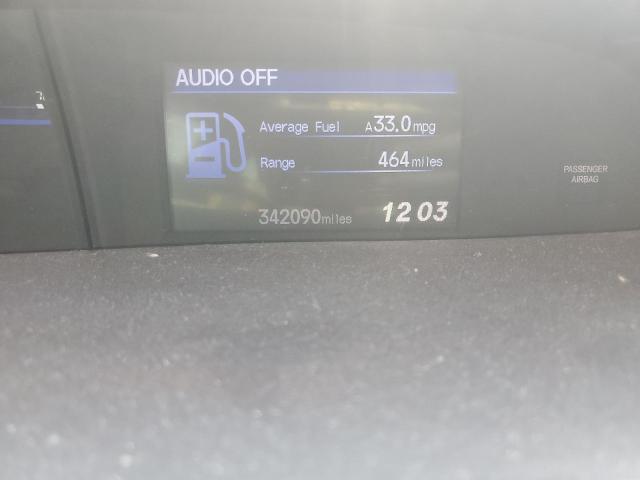 AUDIO OFF
Average Fuel A33.0mpg
Range 464miles
342090miles 12 03
PASSENGER
AIRBAG